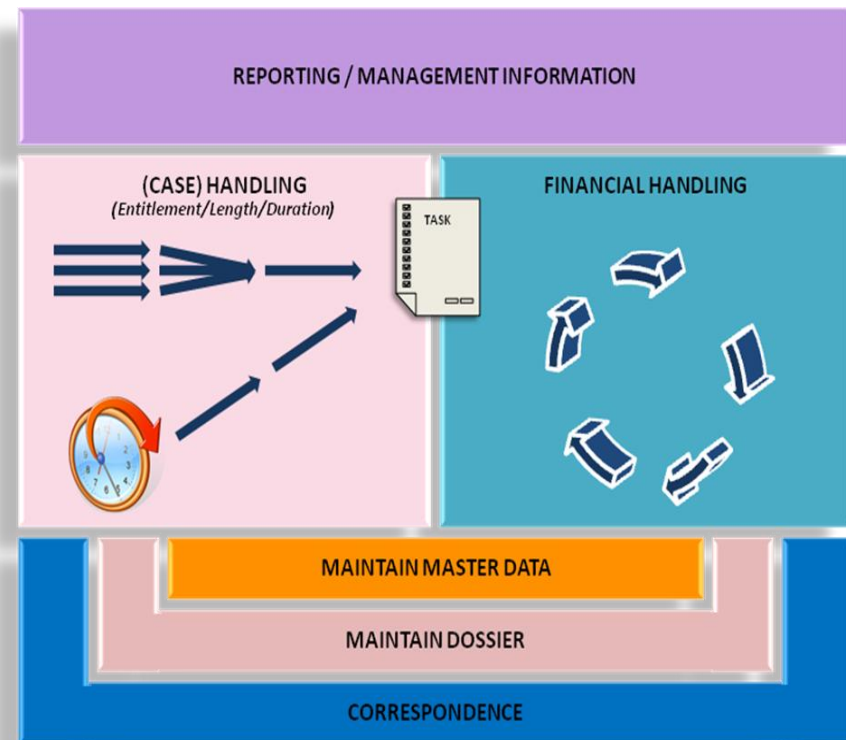 REPORTING / MANAGEMENT INFORMATION
(CASE) HANDLING
(Entitlement/Length/Duration)
FINANCIAL HANDLING
TASK
MAINTAIN MASTER DATA
MAINTAIN DOSSIER
CORRESPONDENCE